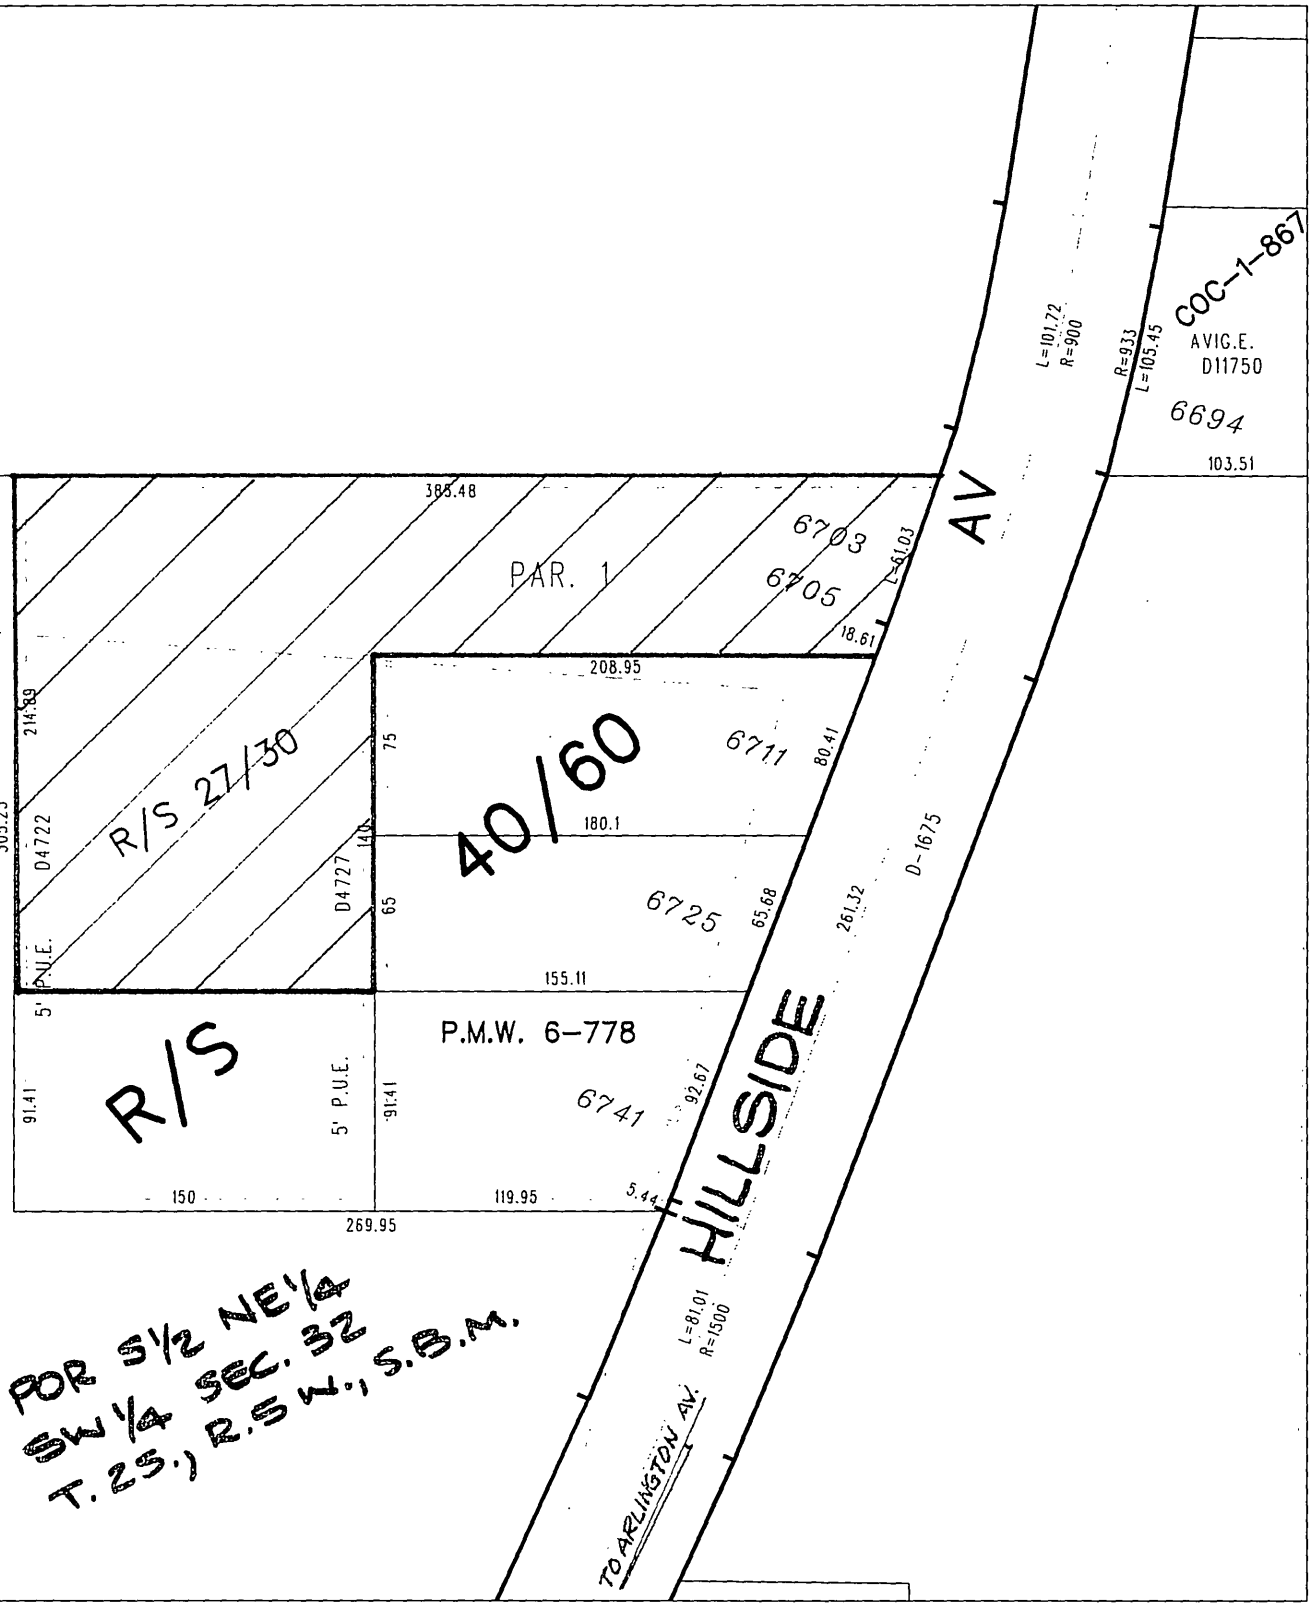 COC-1-867
L=101.72
R=900
R=933
L=105.45
AVIG.E.
D11750
6694
103.51
385.48
AV
6703
6705
L=61.03
PAR. 1
18.61
208.95
214.89
75
40/60
6711
80.41
R/S 27/30
180.1
140
D4722
D4727
65
6725
65.68
261.32
D-1675
5' P.U.E.
155.11
R/S
P.M.W. 6-778
HILLSIDE
91.41
5' P.U.E.
91.41
6741
92.67
150
119.95
5.44
269.95
L=81.01
R=1500
POR S1/2 NE1/4
SW1/4 SEC. 32
T.2S., R.5W., S.B.M.
TO ARLINGTON AV.